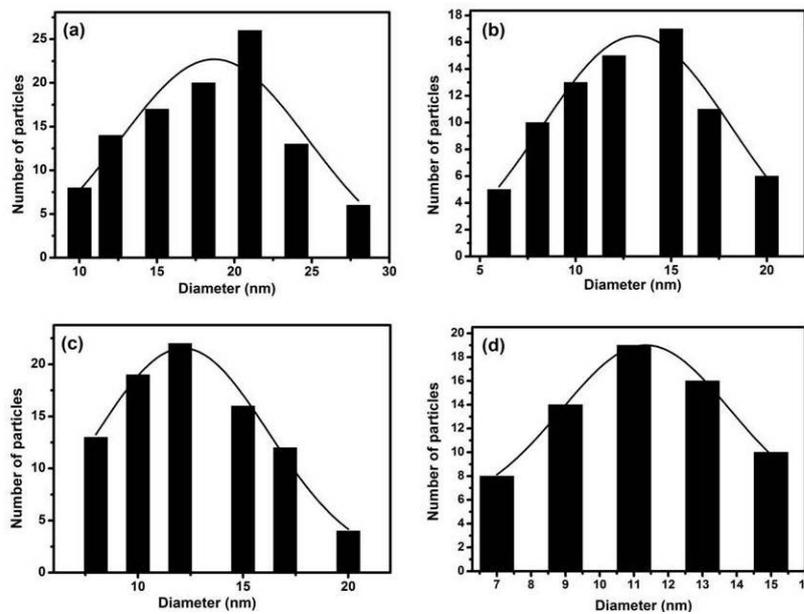 (a)
Number of particles
25
20
15
10
5
0
10 15 20 25 30
Diameter (nm)
(b)
Number of particles
18
16
14
12
10
8
6
4
2
0
5 10 15 20
Diameter (nm)
(c)
Number of particles
20
15
10
5
0
10 15 20
Diameter (nm)
(d)
Number of particles
20
18
16
14
12
10
8
6
4
2
0
7 8 9 10 11 12 13 14 15 1
Diameter (nm)